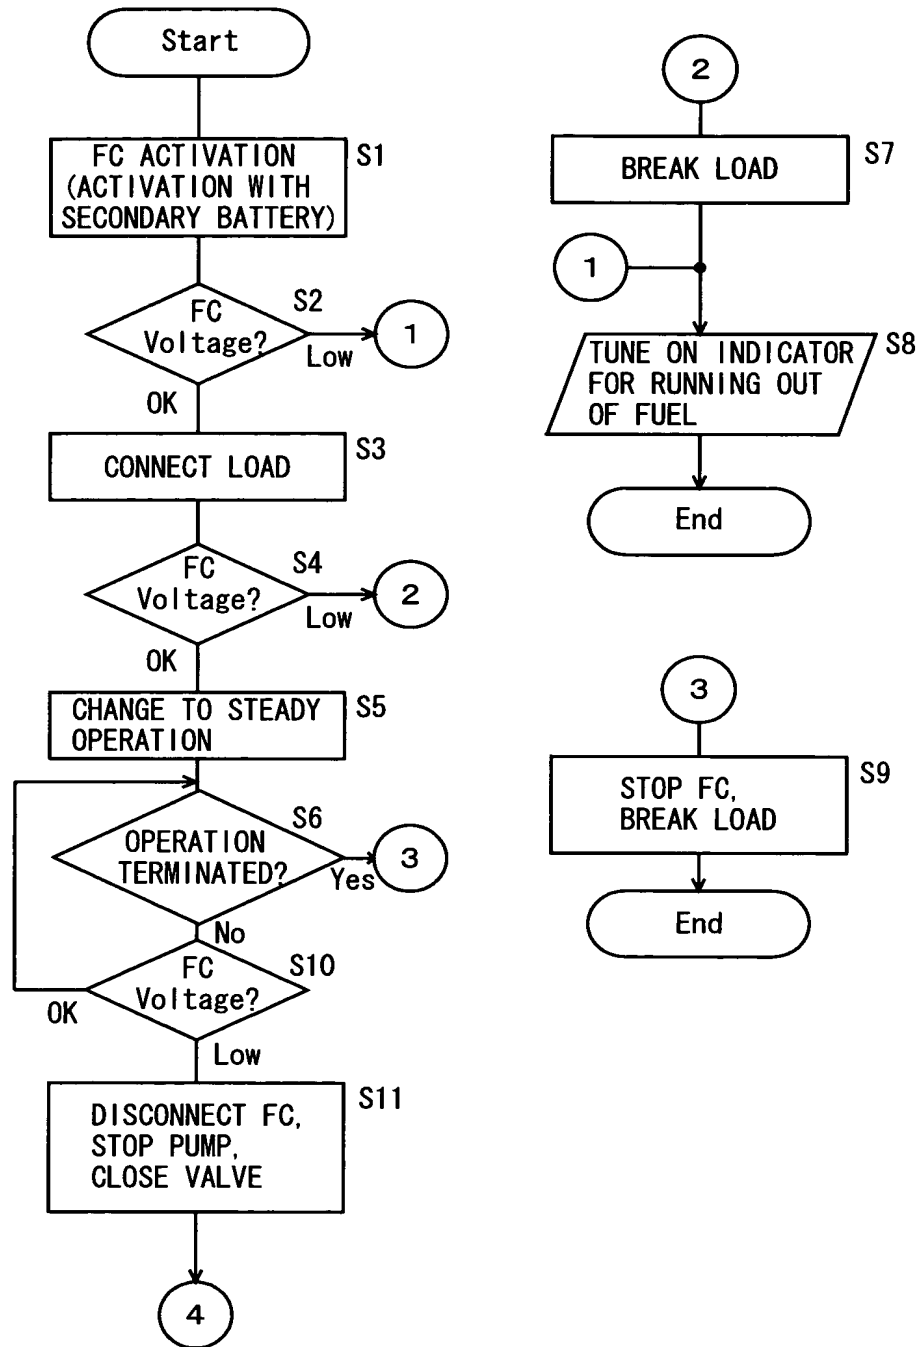 Start
FC ACTIVATION
(ACTIVATION WITH
SECONDARY BATTERY)
S1
FC
Voltage?
S2
Low
1
OK
CONNECT LOAD
S3
FC
Voltage?
S4
Low
2
OK
CHANGE TO STEADY
OPERATION
S5
OPERATION
TERMINATED?
S6
Yes
3
No
FC
Voltage?
S10
OK
Low
DISCONNECT FC,
STOP PUMP,
CLOSE VALVE
S11
4
2
BREAK LOAD
S7
1
TUNE ON INDICATOR
FOR RUNNING OUT
OF FUEL
S8
End
3
STOP FC,
BREAK LOAD
S9
End